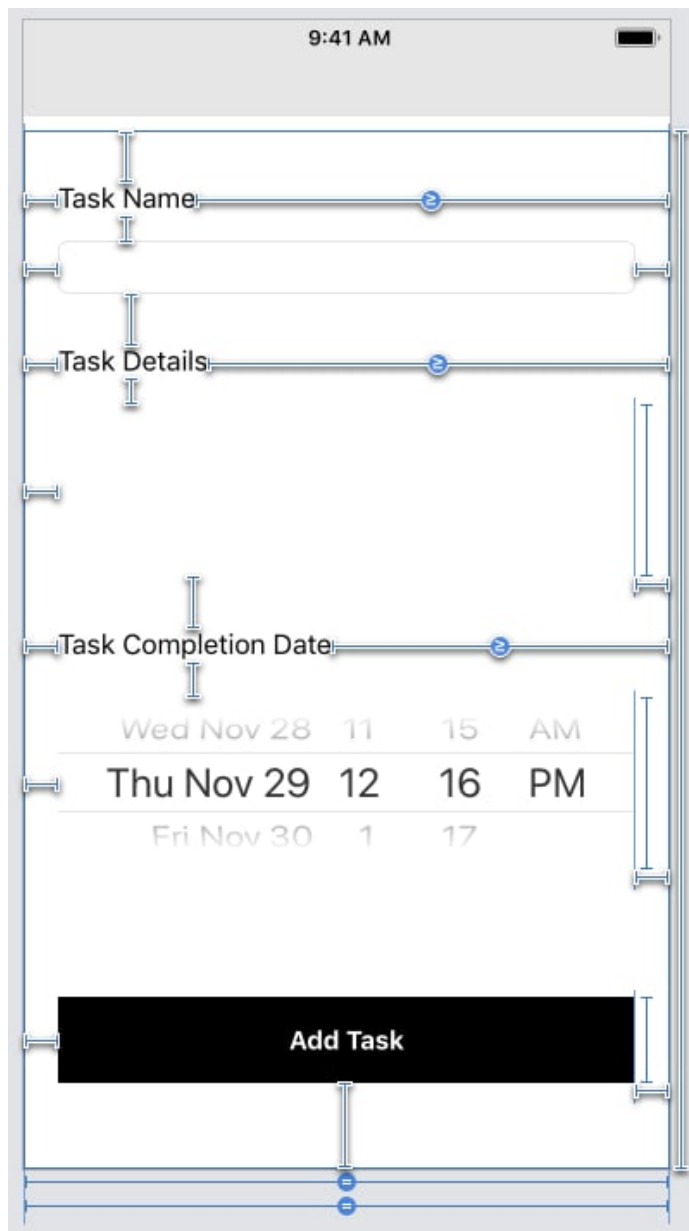 9:41 AM
Task Name
Task Details
Task Completion Date
Wed Nov 28 11 15 AM
Thu Nov 29 12 16 PM
Fri Nov 30 1 17
Add Task